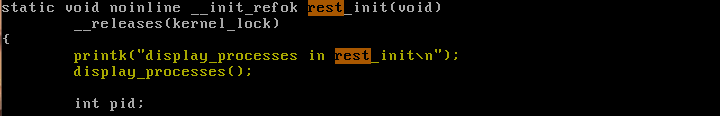 static void noinline __init_refok rest_init(void)
        __releases(kernel_lock)
{
        printk("display_processes in rest_init\n");
        display_processes();

        int pid;